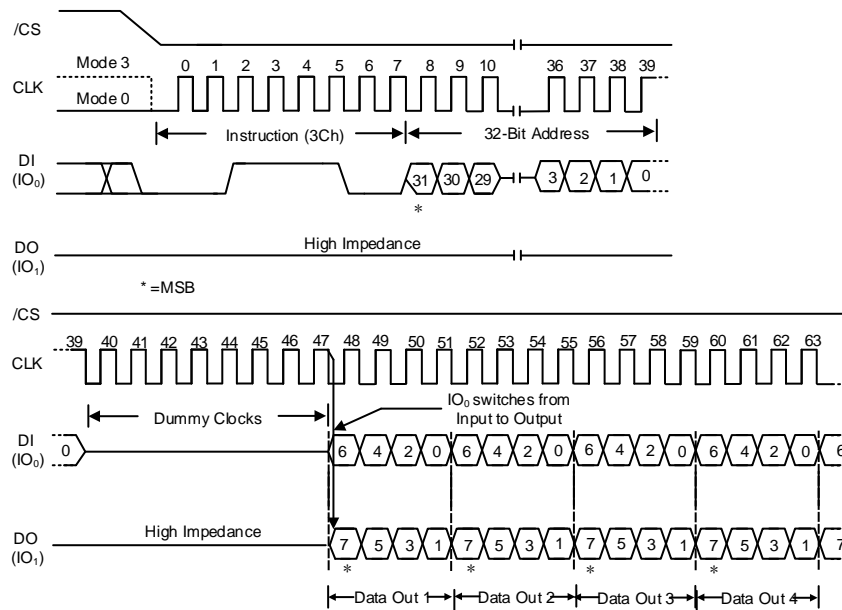 /CS
Mode 3
0 1 2 3 4 5 6 7 8 9 10 36 37 38 39
CLK
Mode 0
Instruction (3Ch) 32-Bit Address
DI
(IO0)
31 30 29 3 2 1 0
*
High Impedance
DO
(IO1)
* =MSB
/CS
39 40 41 42 43 44 45 46 47 48 49 50 51 52 53 54 55 56 57 58 59 60 61 62 63
CLK
IO0 switches from
Input to Output
Dummy Clocks
DI
(IO0)
0 6 4 2 0 6 4 2 0 6 4 2 0 6 4 2 0 6
High Impedance
DO
(IO1)
7 5 3 1 7 5 3 1 7 5 3 1 7 5 3 1 7
* * * *
Data Out 1 Data Out 2 Data Out 3 Data Out 4